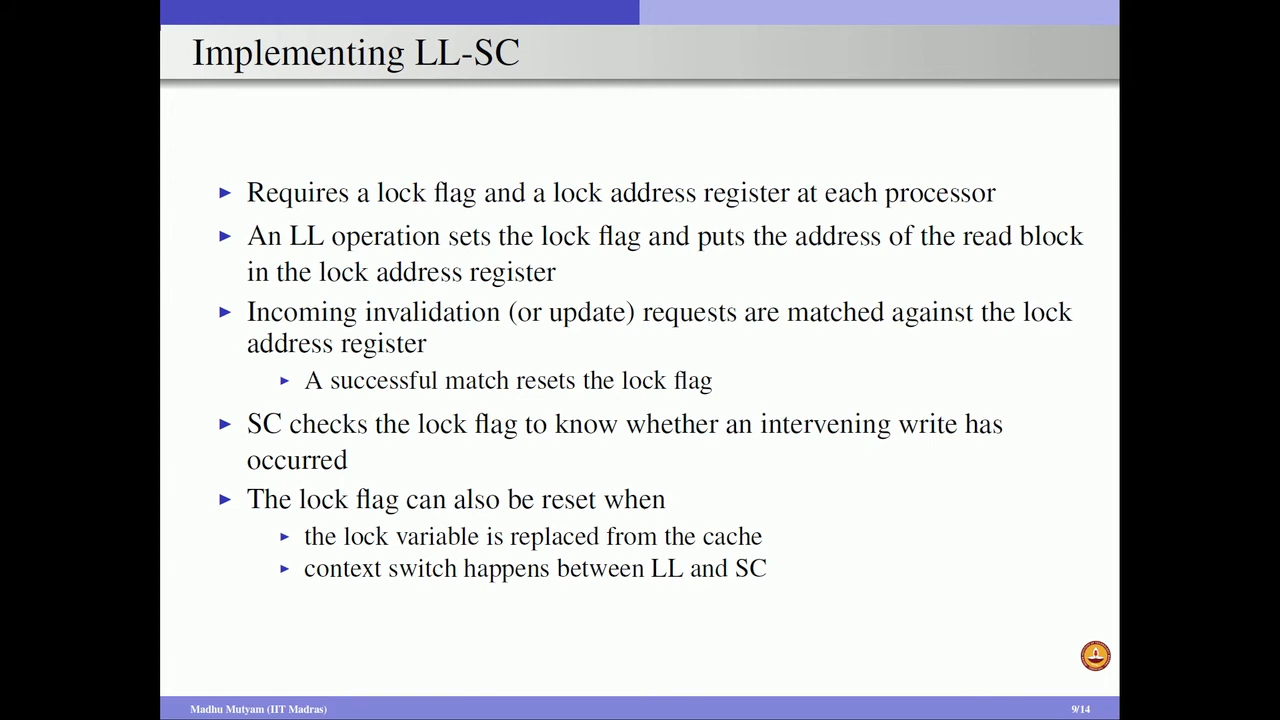 Implementing LL-SC
Requires a lock flag and a lock address register at each processor
An LL operation sets the lock flag and puts the address of the read block
in the lock address register
Incoming invalidation (or update) requests are matched against the lock
address register
A successful match resets the lock flag
SC checks the lock flag to know whether an intervening write has
occurred
The lock flag can also be reset when
the lock variable is replaced from the cache
context switch happens between LL and SC
Madhu Mutyam (IIT Madras)
9/14